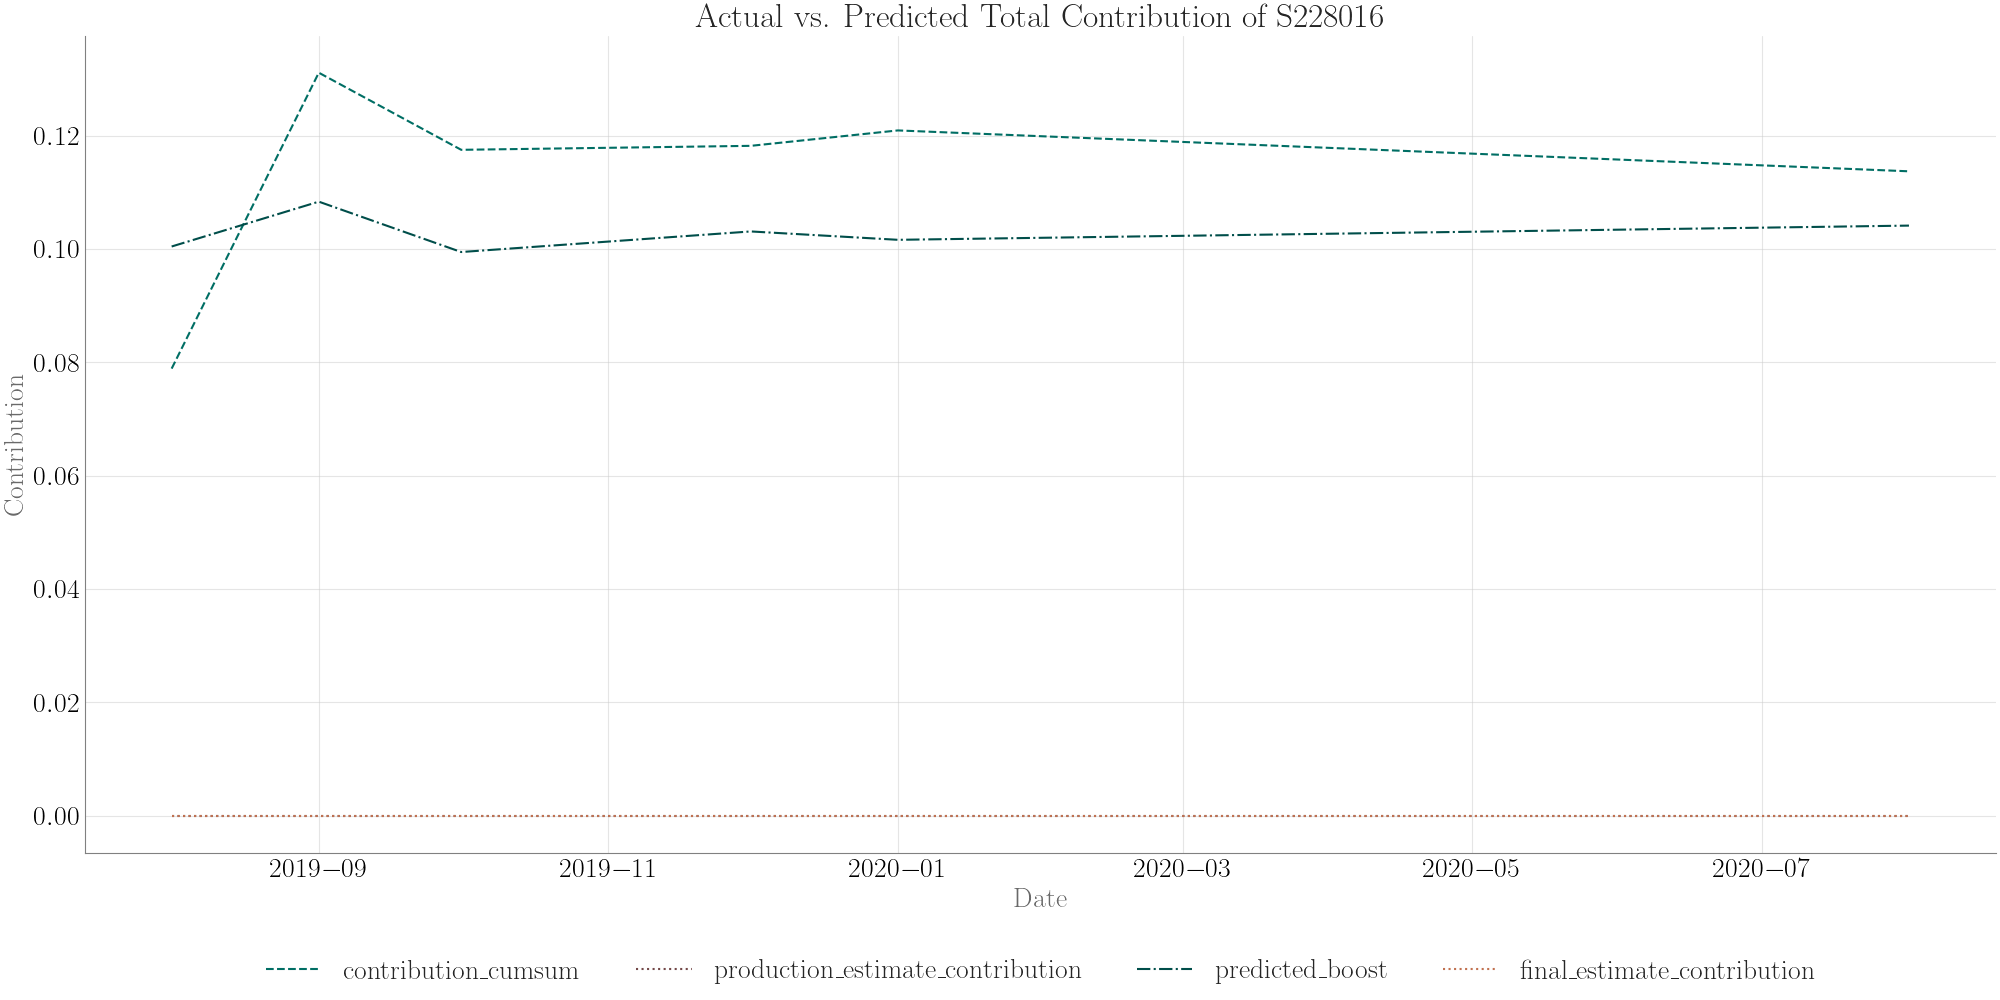 Actual vs. Predicted Total Contribution of S228016
Contribution
0.12
0.10
0.08
0.06
0.04
0.02
0.00
2019−09 2019−11 2020−01 2020−03 2020−05 2020−07
Date
contribution_cumsum production_estimate_contribution predicted_boost final_estimate_contribution